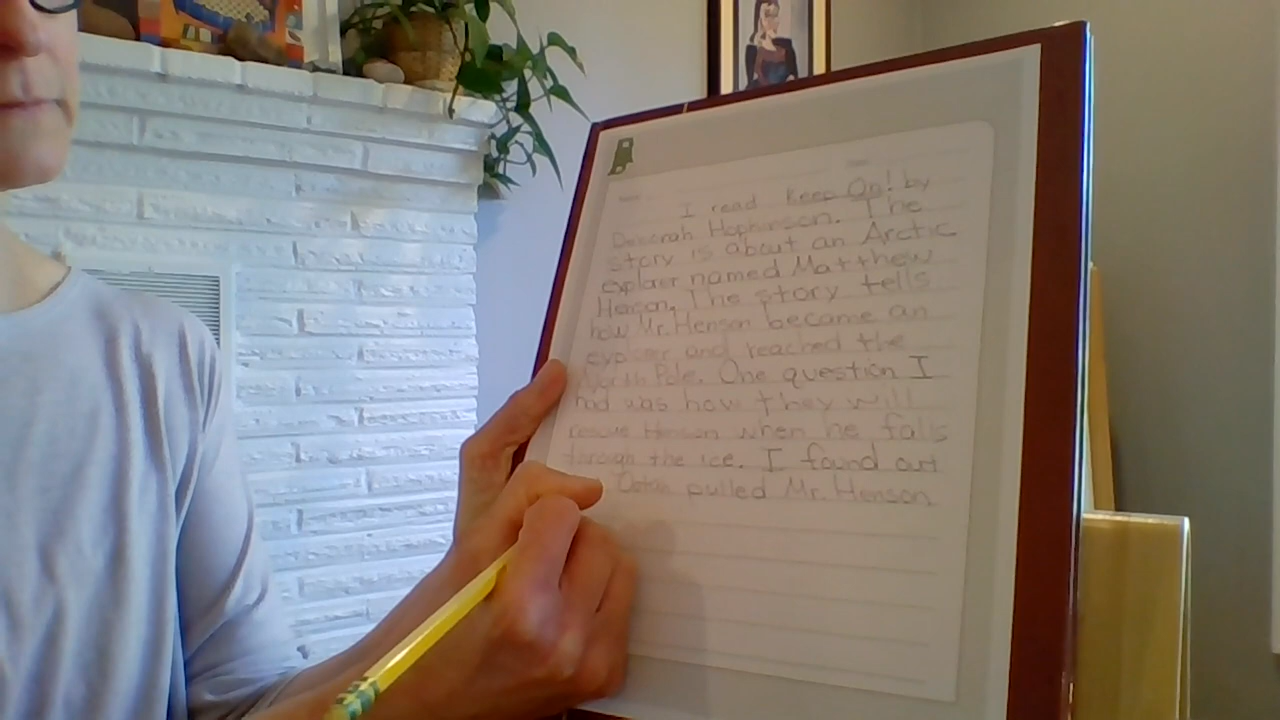 I read Keep On! by
Deborah Hopkinson. The
story is about an Arctic
explorer named Matthew
Henson. The story tells
how Mr. Henson became an
explorer and reached the
North Pole. One question I
had was how they will
rescue Henson when he falls
through the ice. I found out
Ootah pulled Mr. Henson